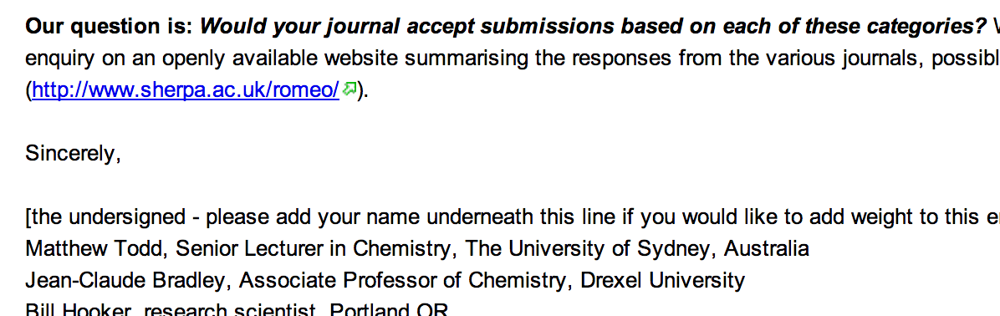 Our question is: Would your journal accept submissions based on each of these categories?
enquiry on an openly available website summarising the responses from the various journals,
(http://www.sherpa.ac.uk/romeo/).
Sincerely,
[the undersigned - please add your name underneath this line if you would like to add weight to this
Matthew Todd, Senior Lecturer in Chemistry, The University of Sydney, Australia
Jean-Claude Bradley, Associate Professor of Chemistry, Drexel University
Bill Hooker, research scientist, Portland OR